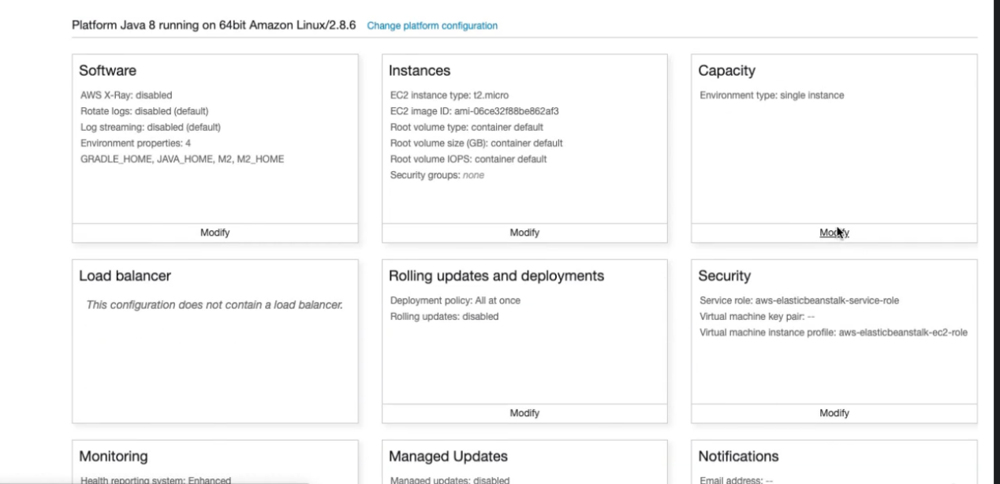 Platform Java 8 running on 64bit Amazon Linux/2.8.6 Change platform configuration
Software
AWS X-Ray: disabled
Rotate logs: disabled (default)
Log streaming: disabled (default)
Environment properties: 4
GRADLE_HOME, JAVA_HOME, M2, M2_HOME
Modify
Instances
EC2 instance type: t2.micro
EC2 image ID: ami-06ce32f88be862af3
Root volume type: container default
Root volume size (GB): container default
Root volume IOPS: container default
Security groups: none
Modify
Capacity
Environment type: single instance
Modify
Load balancer
This configuration does not contain a load balancer.
Rolling updates and deployments
Deployment policy: All at once
Rolling updates: disabled
Modify
Security
Service role: aws-elasticbeanstalk-service-role
Virtual machine key pair: --
Virtual machine instance profile: aws-elasticbeanstalk-ec2-role
Modify
Monitoring
Health reporting system: Enhanced
Managed Updates
Managed updates: disabled
Notifications
Email address: --